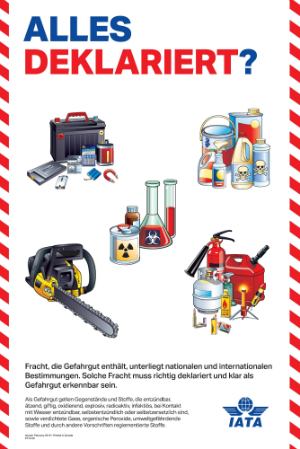 ALLES
DEKLARIERT?
Fracht, die Gefahrgut enthält, unterliegt nationalen und internationalen
Bestimmungen. Solche Fracht muss richtig deklariert und klar als
Gefahrgut erkennbar sein.
Als Gefahrgut gelten Gegenstände und Stoffe, die entzündbar,
ätzend, giftig, oxidierend, explosiv, radioaktiv, infektiös, bei Kontakt
mit Wasser entzündbar, selbstentzündlich oder selbstzersetzlich sind,
sowie verdichtete Gase, organische Peroxide, umweltgefährdende
Stoffe und durch andere Vorschriften reglementierte Stoffe.
IATA